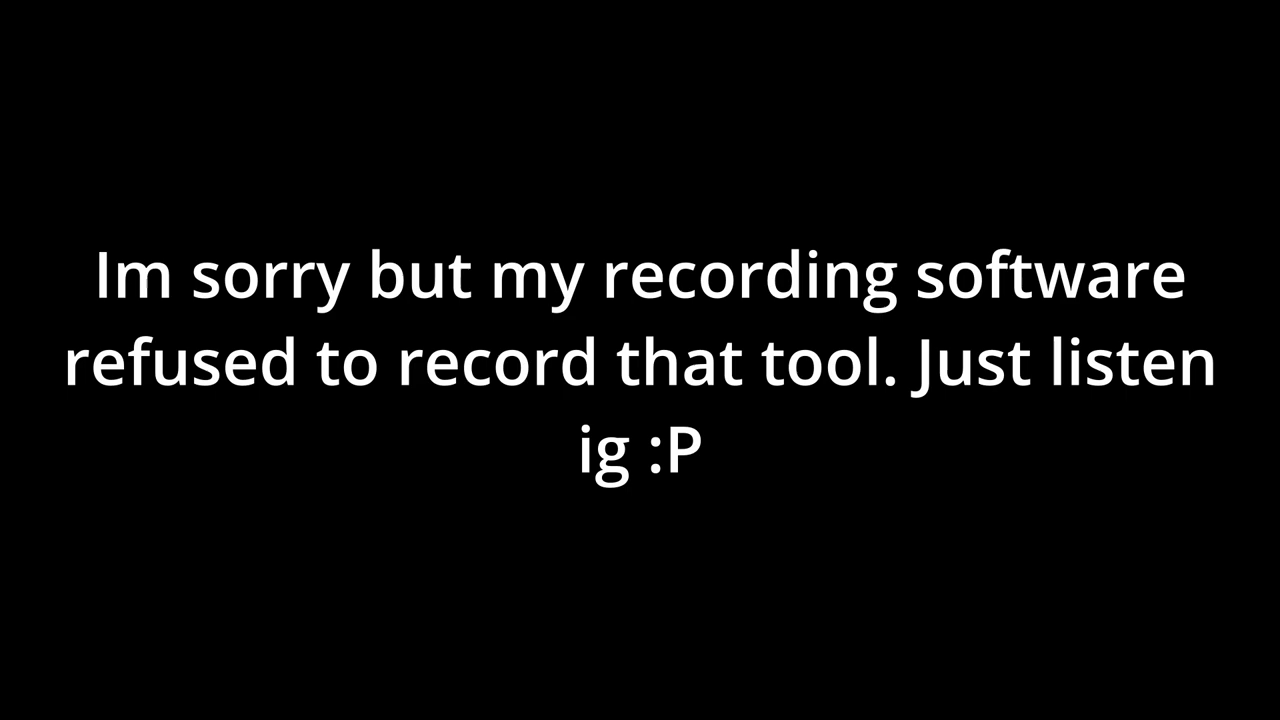 Im sorry but my recording software
refused to record that tool. Just listen
ig :P